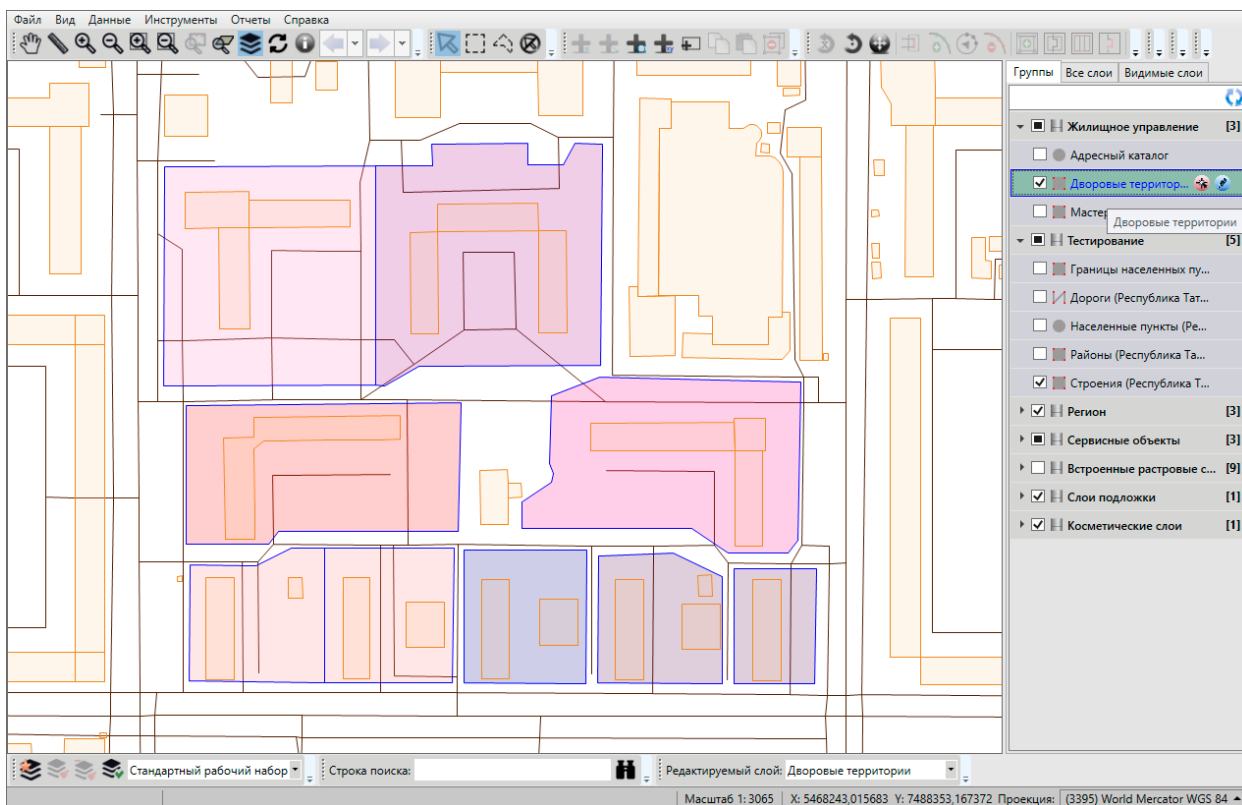 Файл Вид Данные Инструменты Отчеты Справка
Группы Все слои Видимые слои
Жилищное управление [3]
Адресный каталог
Дворовые территор...
Мастер
Дворовые территории
Тестирование [5]
Границы населенных пу...
Дороги (Республика Тат...
Населенные пункты (Ре...
Районы (Республика Та...
Строения (Республика Т...
Регион [3]
Сервисные объекты [3]
Встроенные растровые с... [9]
Слои подложки [1]
Косметические слои [1]
Стандартный рабочий набор Строка поиска: Редактируемый слой: Дворовые территории
Масштаб 1: 3065 X: 5468243,015683 Y: 7488353,167372 Проекция: (3395) World Mercator WGS 84